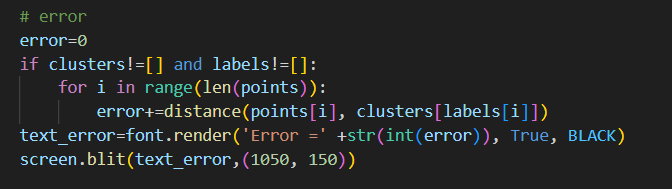 # error
error=0
if clusters!=[] and labels!=[]:
for i in range(len(points)):
error+=distance(points[i], clusters[labels[i]])
text_error=font.render('Error =' +str(int(error)), True, BLACK)
screen.blit(text_error,(1050, 150))